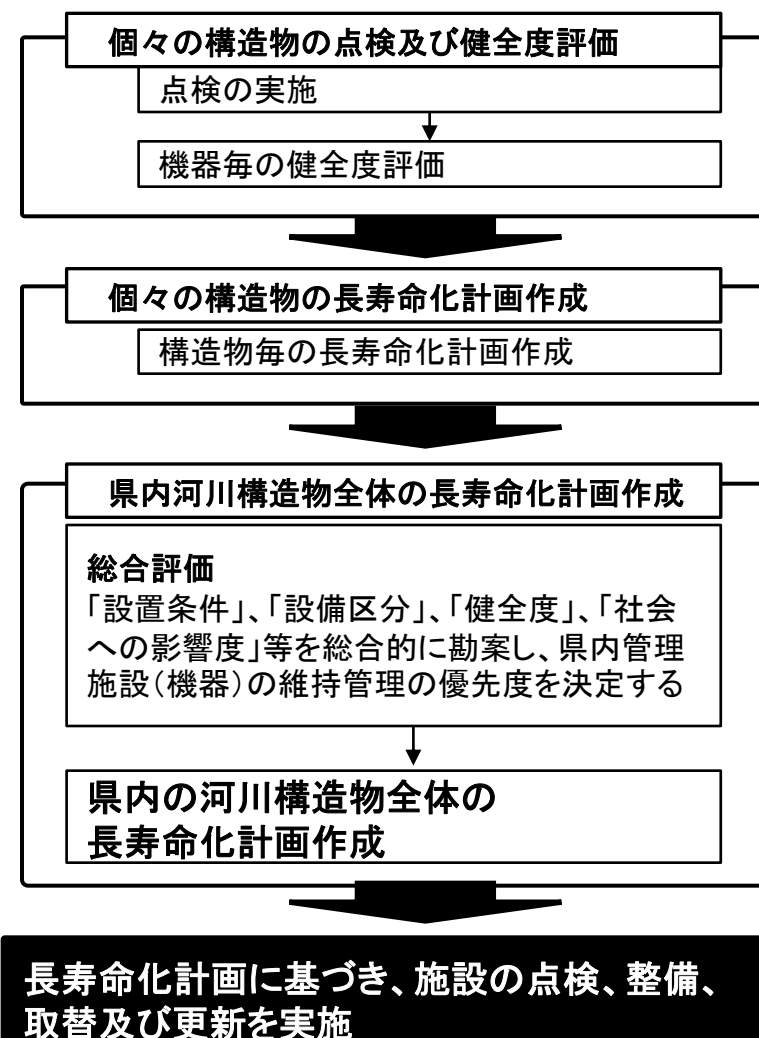 個々の構造物の点検及び健全度評価
点検の実施
機器毎の健全度評価
個々の構造物の長寿命化計画作成
構造物毎の長寿命化計画作成
県内河川構造物全体の長寿命化計画作成
総合評価
「設置条件」、「設備区分」、「健全度」、「社会
への影響度」等を総合的に勘案し、県内管理
施設(機器)の維持管理の優先度を決定する
県内の河川構造物全体の
長寿命化計画作成
長寿命化計画に基づき、施設の点検、整備、
取替及び更新を実施